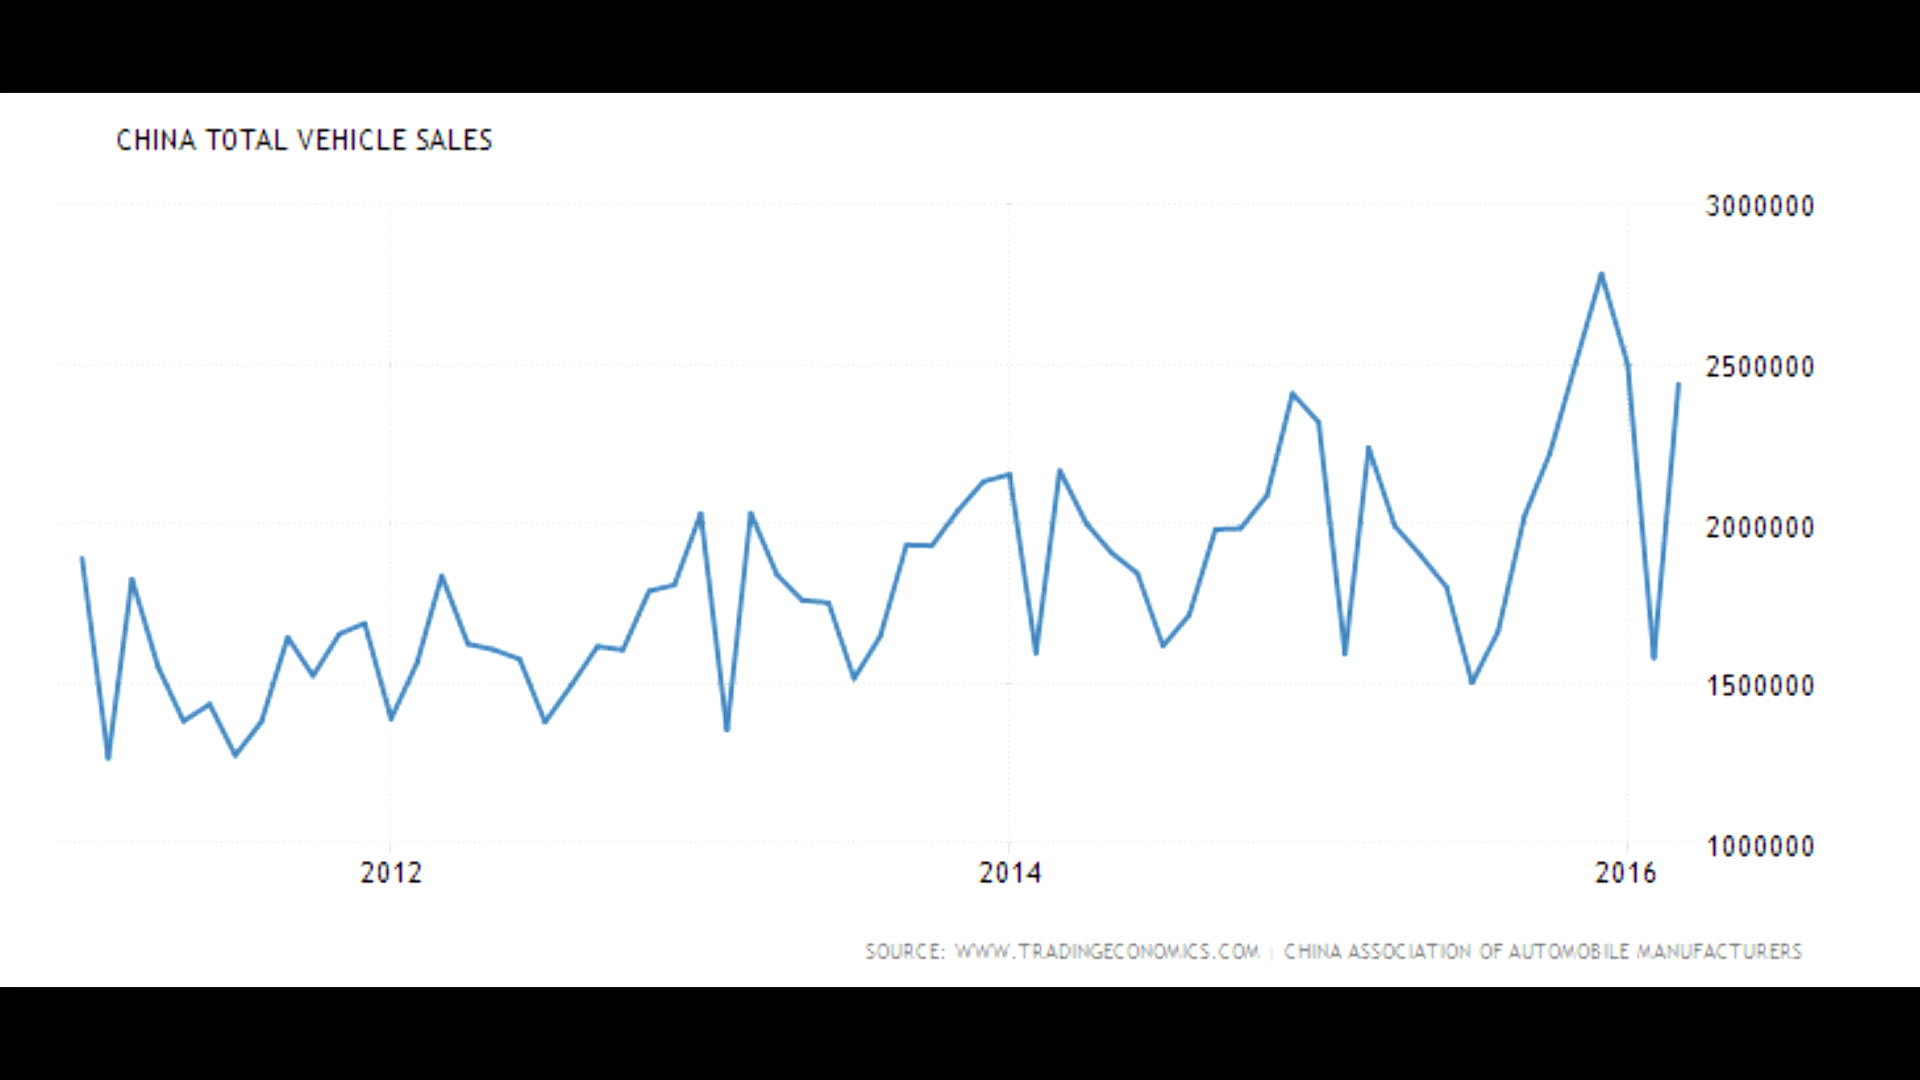 CHINA TOTAL VEHICLE SALES
3000000
2500000
2000000
1500000
1000000
2012 2014 2016
SOURCE: WWW.TRADINGECONOMICS.COM | CHINA ASSOCIATION OF AUTOMOBILE MANUFACTURERS